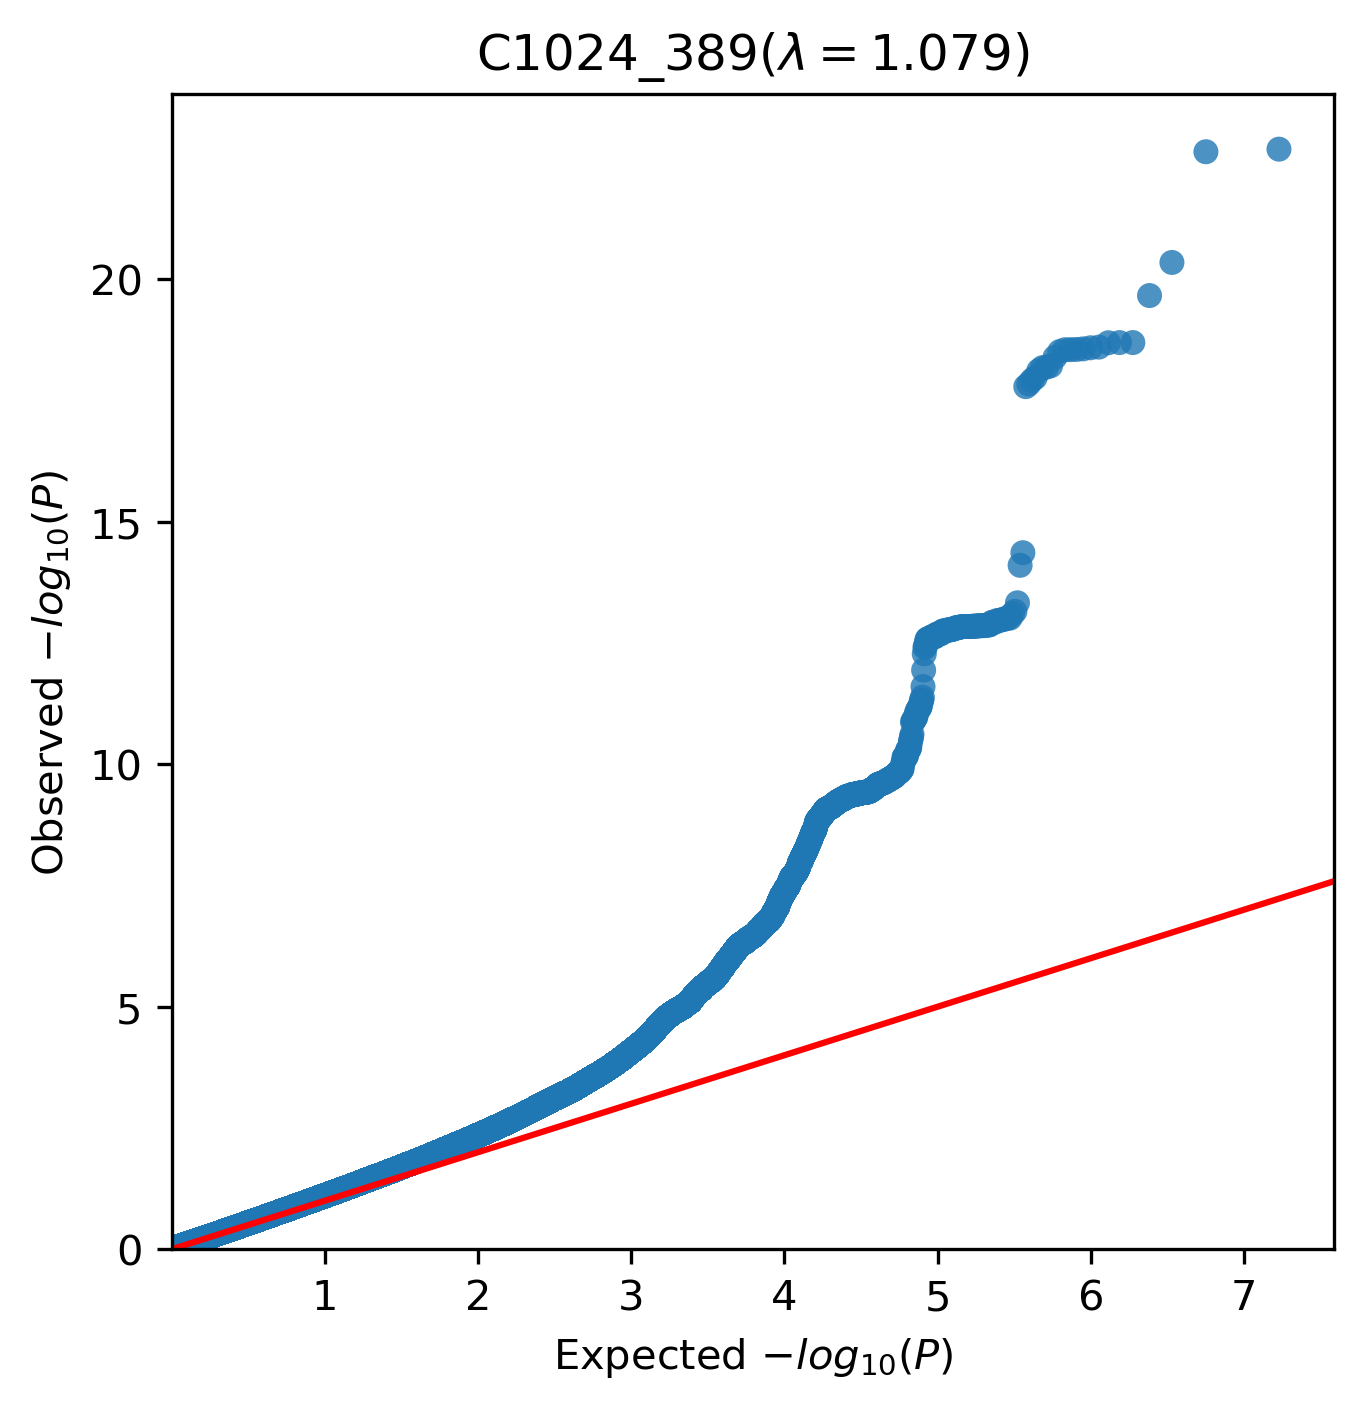 C1024_389(λ = 1.079)
Observed −log₁₀(P)
20
15
10
5
0
1 2 3 4 5 6 7
Expected −log₁₀(P)